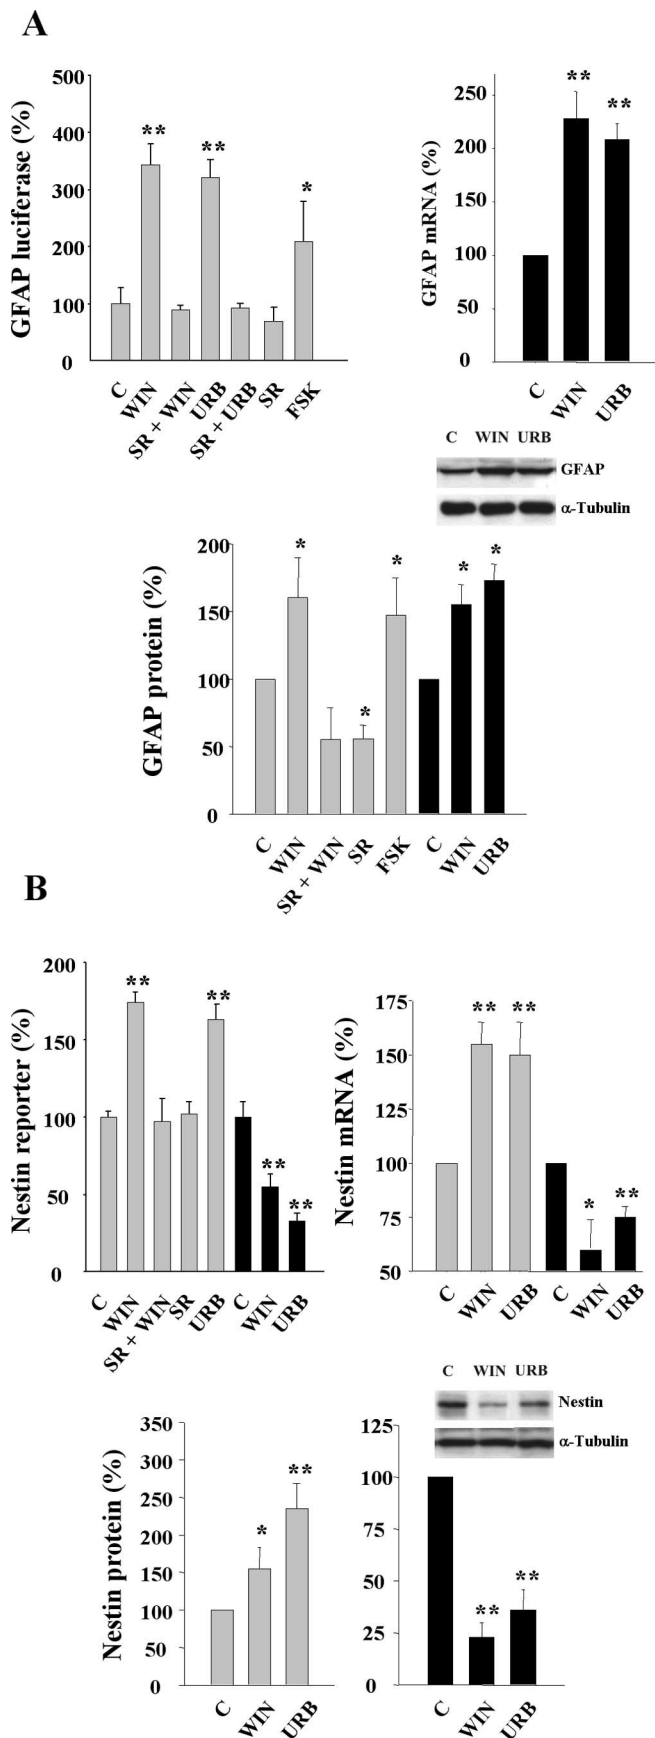 A
GFAP luciferase (%)
500
400
300
200
100
0
** ** *
C WIN SR + WIN URB SR + URB SR FSK
GFAP mRNA (%)
250
200
150
100
50
0
** **
C WIN URB
C WIN URB
GFAP
α-Tubulin
GFAP protein (%)
200
150
100
50
0
* * * * *
C WIN SR + WIN SR FSK C WIN URB
B
Nestin reporter (%)
200
150
100
50
0
** ** ** **
C WIN SR + WIN SR URB C WIN URB
Nestin mRNA (%)
175
150
125
100
75
50
** ** * **
C WIN URB C WIN URB
Nestin protein (%)
350
300
250
200
150
100
50
0
* **
C WIN URB
C WIN URB
Nestin
α-Tubulin
125
100
75
50
25
0
** **
C WIN URB